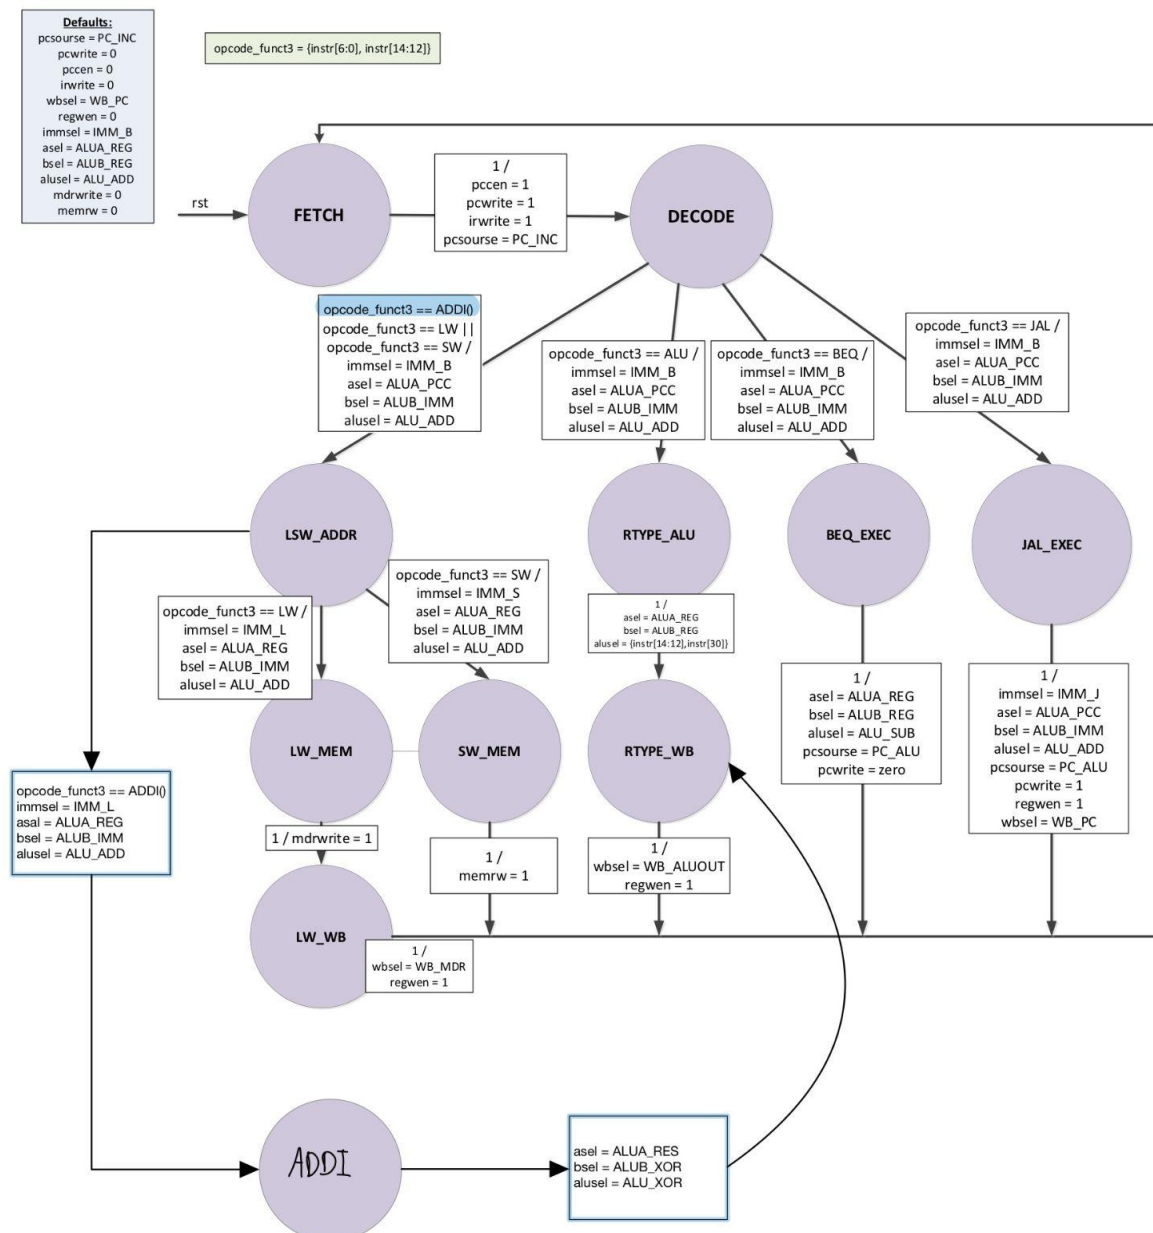 Defaults:
pcsourse = PC_INC
pcwrite = 0
pccen = 0
irwrite = 0
wbsel = WB_PC
regwen = 0
immsel = IMM_B
asel = ALUA_REG
bsel = ALUB_REG
alusel = ALU_ADD
mdrwrite = 0
memrw = 0
opcode_funct3 = {instr[6:0], instr[14:12]}
rst
FETCH
1 /
pccen = 1
pcwrite = 1
irwrite = 1
pcsourse = PC_INC
DECODE
opcode_funct3 == ADDI()
opcode_funct3 == LW ||
opcode_funct3 == SW /
immsel = IMM_B
asel = ALUA_PCC
bsel = ALUB_IMM
alusel = ALU_ADD
opcode_funct3 == ALU /
immsel = IMM_B
asel = ALUA_PCC
bsel = ALUB_IMM
alusel = ALU_ADD
opcode_funct3 == BEQ /
immsel = IMM_B
asel = ALUA_PCC
bsel = ALUB_IMM
alusel = ALU_ADD
opcode_funct3 == JAL /
immsel = IMM_B
asel = ALUA_PCC
bsel = ALUB_IMM
alusel = ALU_ADD
LSW_ADDR
RTYPE_ALU
BEQ_EXEC
JAL_EXEC
opcode_funct3 == LW /
immsel = IMM_L
asel = ALUA_REG
bsel = ALUB_IMM
alusel = ALU_ADD
opcode_funct3 == SW /
immsel = IMM_S
asel = ALUA_REG
bsel = ALUB_IMM
alusel = ALU_ADD
1 /
asel = ALUA_REG
bsel = ALUB_REG
alusel = {instr[14:12],instr[30]}
1 /
asel = ALUA_REG
bsel = ALUB_REG
alusel = ALU_SUB
pcsourse = PC_ALU
pcwrite = zero
1 /
immsel = IMM_J
asel = ALUA_PCC
bsel = ALUB_IMM
alusel = ALU_ADD
pcsourse = PC_ALU
pcwrite = 1
regwen = 1
wbsel = WB_PC
LW_MEM
SW_MEM
RTYPE_WB
opcode_funct3 == ADDI()
immsel = IMM_L
asal = ALUA_REG
bsel = ALUB_IMM
alusel = ALU_ADD
1 / mdrwrite = 1
1 /
memrw = 1
1 /
wbsel = WB_ALUOUT
regwen = 1
LW_WB
1 /
wbsel = WB_MDR
regwen = 1
ADDI
asel = ALUA_RES
bsel = ALUB_XOR
alusel = ALU_XOR